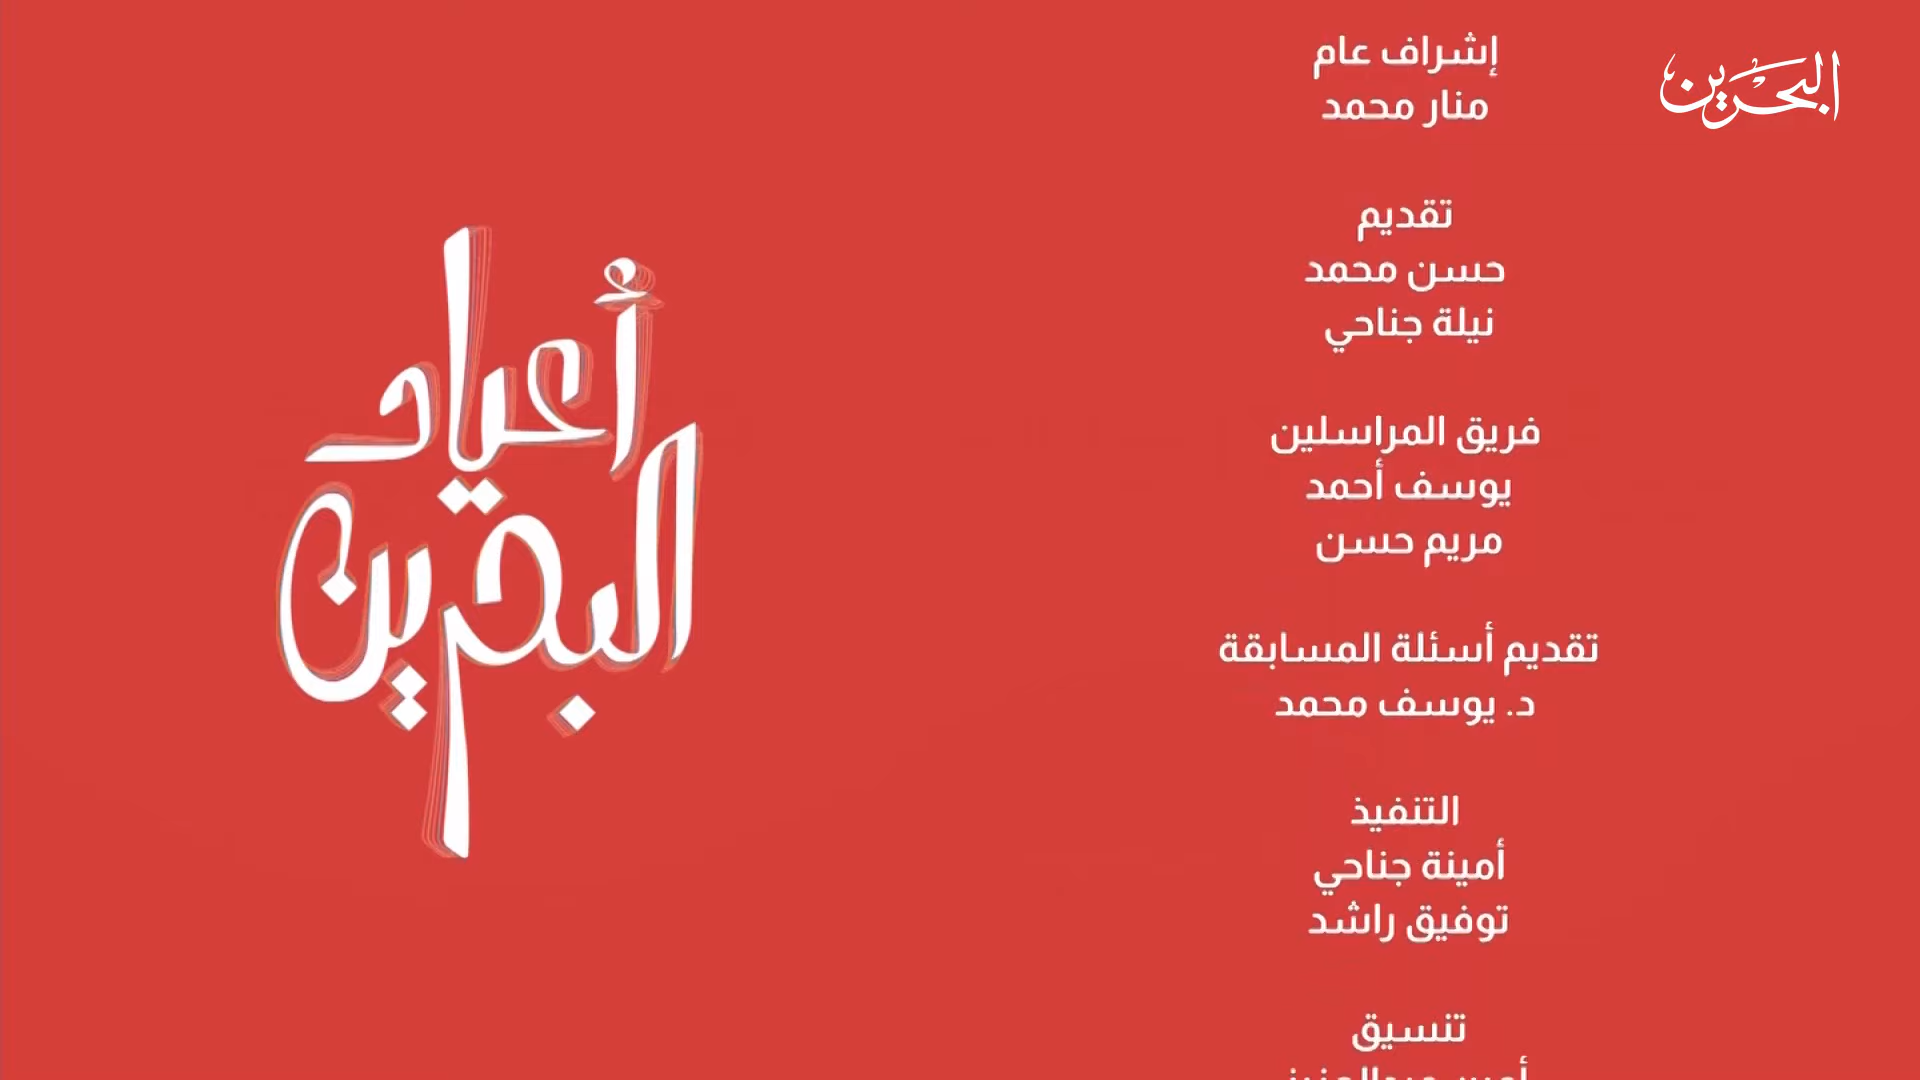 البحرين
أعياد
البحرين
إشراف عام
منار محمد
تقديم
حسن محمد
نيلة جناحي
فريق المراسلين
يوسف أحمد
مريم حسن
تقديم أسئلة المسابقة
د. يوسف محمد
التنفيذ
أمينة جناحي
توفيق راشد
تنسيق